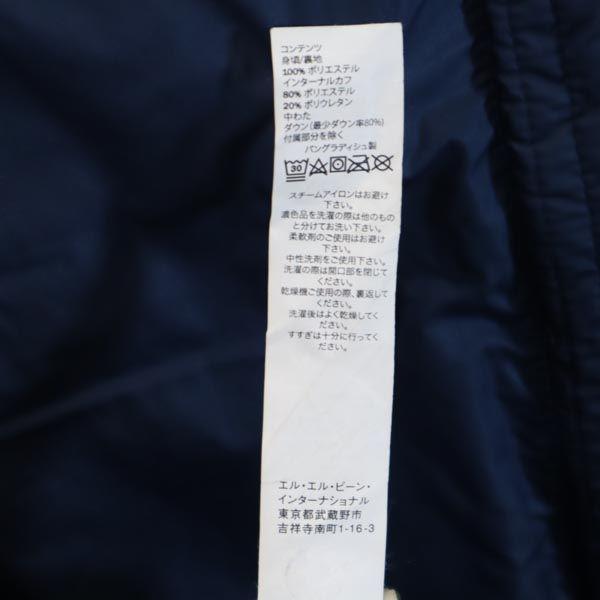 コンテンツ
身頃/裏地
100% ポリエステル
インターナルカフ
80% ポリエステル
20% ポリウレタン
中わた
ダウン(最少ダウン率80%)
付属部分を除く
バングラディシュ製
30
スチームアイロンはお避け
下さい。
濃色品を洗濯の際は他のもの
と分けてお洗い下さい。
柔軟剤のご使用はお避け
下さい。
中性洗剤をご使用下さい。
洗濯の際は開口部を閉じて
ください。
乾燥機ご使用の際、裏返して
ください。
洗濯後はよく乾燥してく
ださい。
すすぎは十分に行ってく
ださい。
エル・エル・ビーン・
インターナショナル
東京都武蔵野市
吉祥寺南町1-16-3